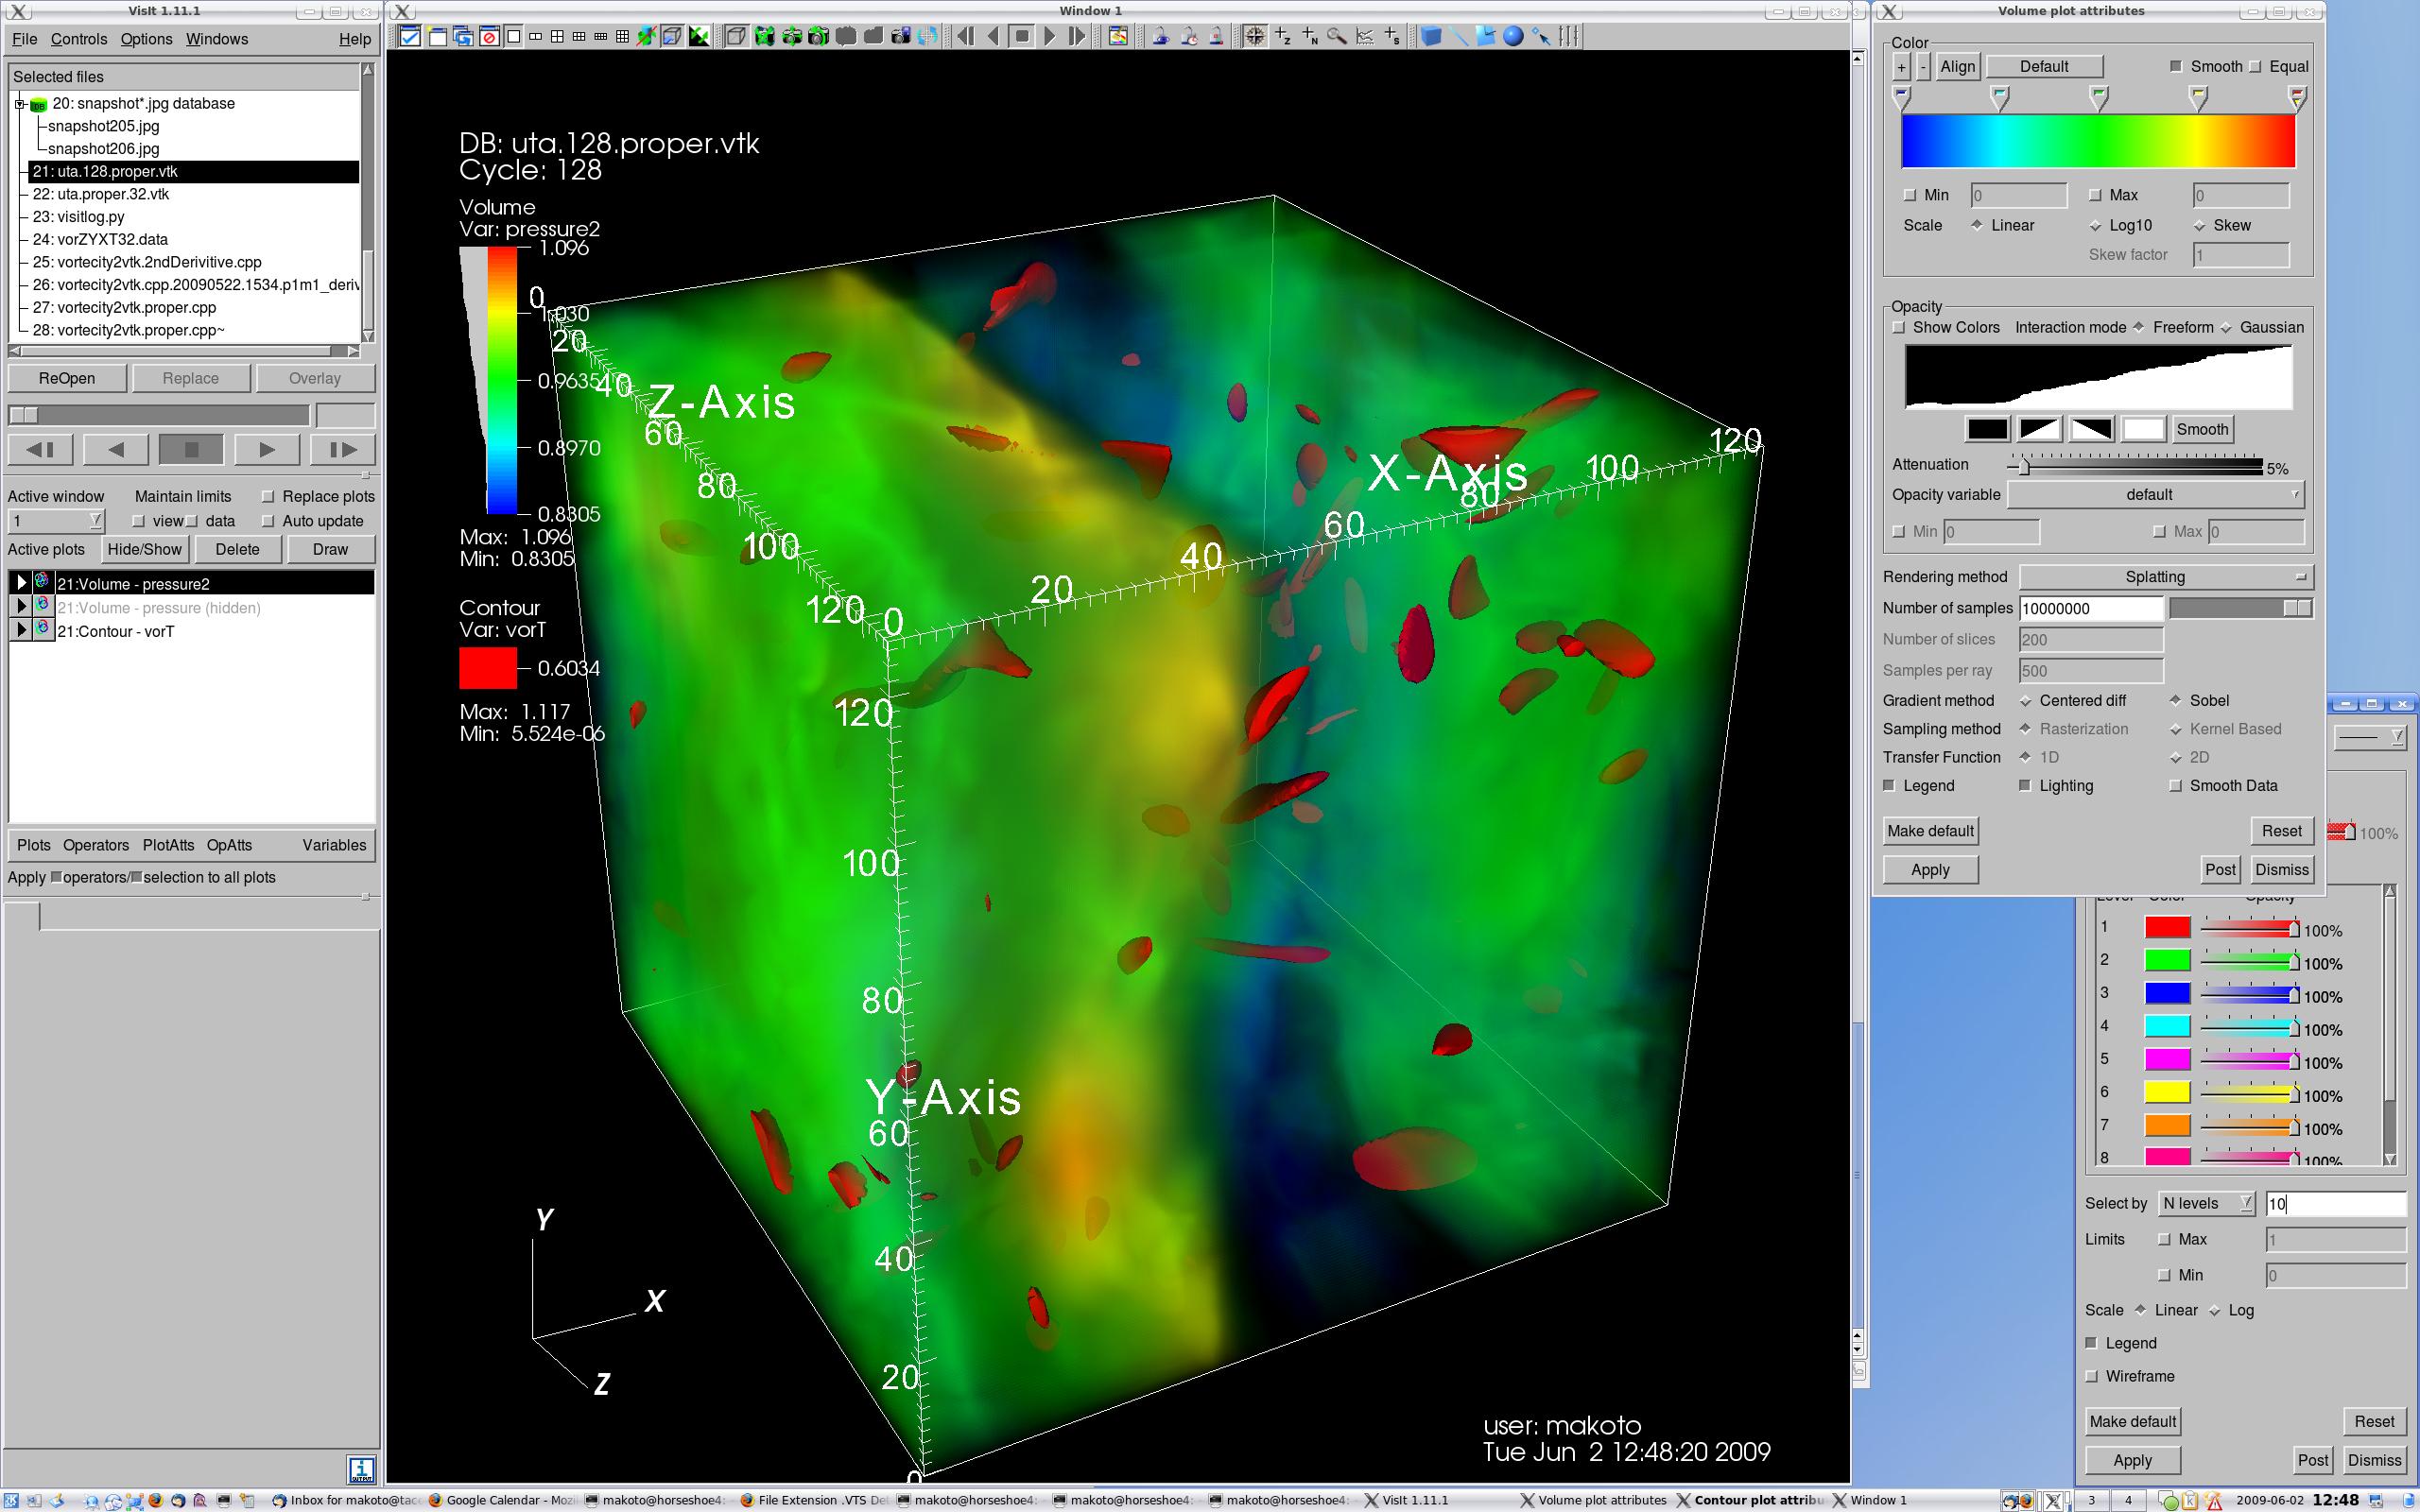 VisIt 1.11.1
File Controls Options Windows Help
Selected files
20: snapshot*.jpg database
snapshot205.jpg
snapshot206.jpg
21: uta.128.proper.vtk
22: uta.proper.32.vtk
23: visitlog.py
24: vorZYXT32.data
25: vortecity2vtk.2ndDerivitive.cpp
26: vortecity2vtk.cpp.20090522.1534.p1m1_deriv
27: vortecity2vtk.proper.cpp
28: vortecity2vtk.proper.cpp~
ReOpen Replace Overlay
Active window Maintain limits Replace plots
1 view data Auto update
Active plots Hide/Show Delete Draw
21:Volume - pressure2
21:Volume - pressure (hidden)
21:Contour - vorT
Plots Operators PlotAtts OpAtts Variables
Apply operators/ selection to all plots
Window 1
DB: uta.128.proper.vtk
Cycle: 128
Volume
Var: pressure2
1.096
1.030
0.9635
0.8970
0.8305
Max: 1.096
Min: 0.8305
Contour
Var: vorT
0.6034
Max: 1.117
Min: 5.524e-06
0
20
40
Z-Axis
60
80
100
120
0
20
40
60
X-Axis
80
100
120
120
100
80
Y-Axis
60
40
20
0
Y
X
Z
user: makoto
Tue Jun 2 12:48:20 2009
Volume plot attributes
Color
+ - Align Default Smooth Equal
Min 0 Max 0
Scale Linear Log10 Skew
Skew factor 1
Opacity
Show Colors Interaction mode Freeform Gaussian
Smooth
Attenuation 5%
Opacity variable default
Min 0 Max 0
Rendering method Splatting
Number of samples 10000000
Number of slices 200
Samples per ray 500
Gradient method Centered diff Sobel
Sampling method Rasterization Kernel Based
Transfer Function 1D 2D
Legend Lighting Smooth Data
Make default Reset
Apply Post Dismiss
100%
Level Color Opacity
1 100%
2 100%
3 100%
4 100%
5 100%
6 100%
7 100%
8 100%
Select by N levels 10
Limits Max 1
Min 0
Scale Linear Log
Legend
Wireframe
Make default Reset
Apply Post Dismiss
Inbox for makoto@tac Google Calendar - Mozi makoto@horseshoe4: File Extension .VTS De makoto@horseshoe4: makoto@horseshoe4: makoto@horseshoe4: VisIt 1.11.1 Volume plot attributes Contour plot attribu Window 1 3 4 2009-06-02 12:48